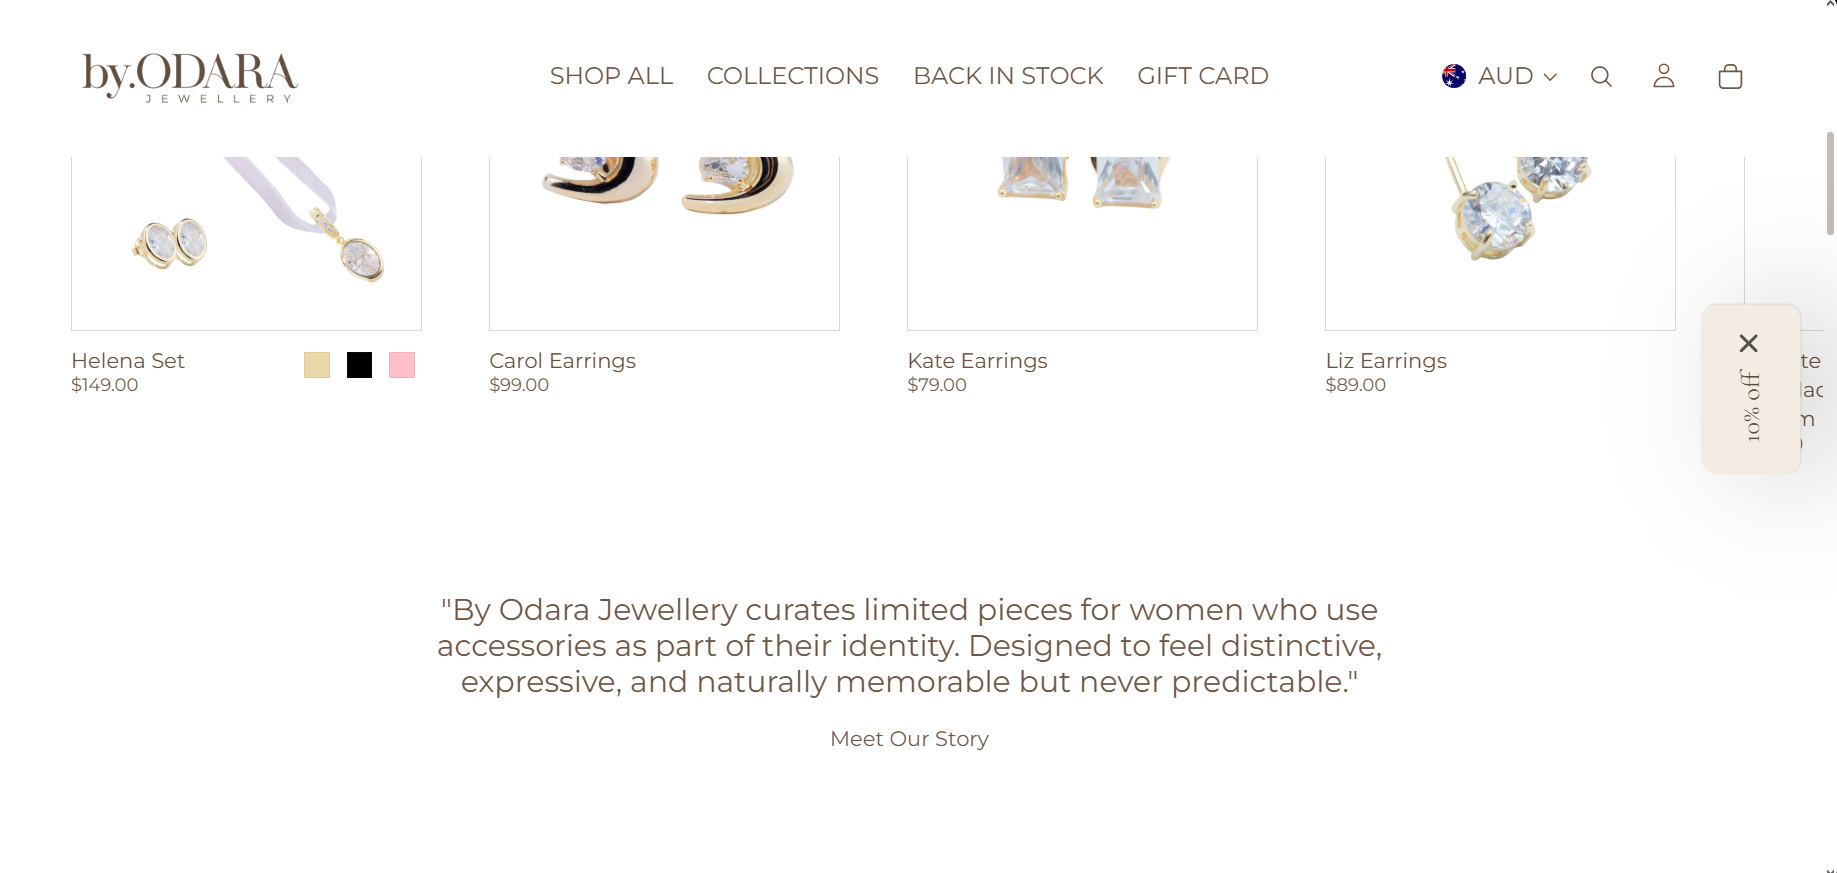 by.ODARA
JEWELLERY
SHOP ALL
COLLECTIONS
BACK IN STOCK
GIFT CARD
AUD
Helena Set
$149.00
Carol Earrings
$99.00
Kate Earrings
$79.00
Liz Earrings
$89.00
10% off
"By Odara Jewellery curates limited pieces for women who use
accessories as part of their identity. Designed to feel distinctive,
expressive, and naturally memorable but never predictable."
Meet Our Story